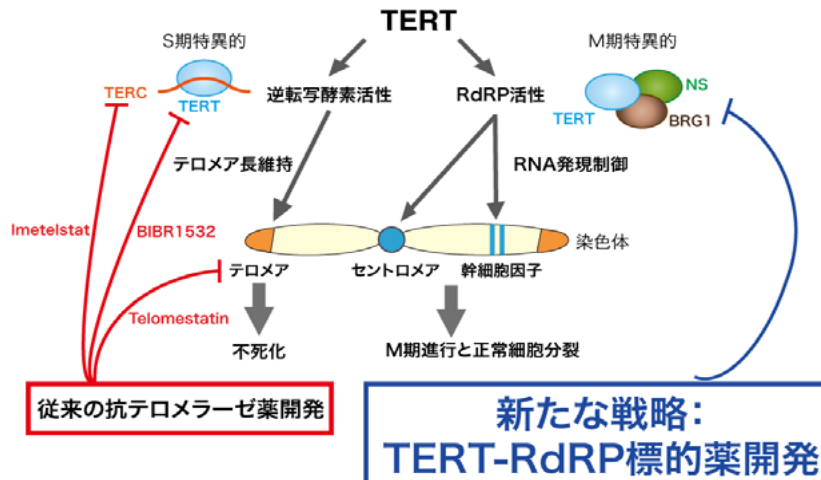 TERT
S期特異的
M期特異的
TERC
TERT
逆転写酵素活性
RdRP活性
TERT
NS
BRG1
テロメア長維持
RNA発現制御
Imetelstat
BIBR1532
Telomestatin
染色体
テロメア
セントロメア
幹細胞因子
不死化
M期進行と正常細胞分裂
従来の抗テロメラーゼ薬開発
新たな戦略：
TERT-RdRP標的薬開発